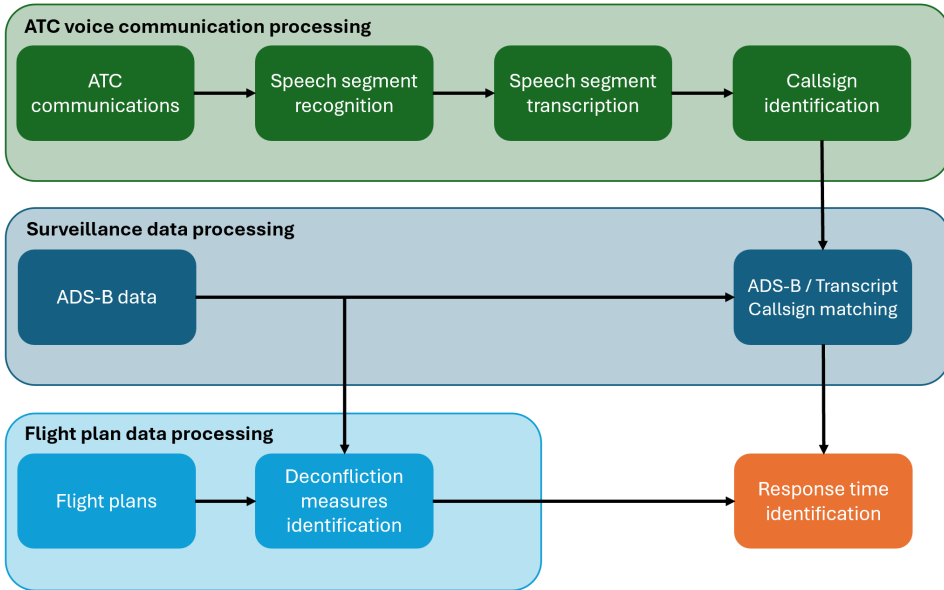 ATC voice communication processing
ATC
communications
Speech segment
recognition
Speech segment
transcription
Callsign
identification
Surveillance data processing
ADS-B data
ADS-B / Transcript
Callsign matching
Flight plan data processing
Flight plans
Deconfliction
measures
identification
Response time
identification